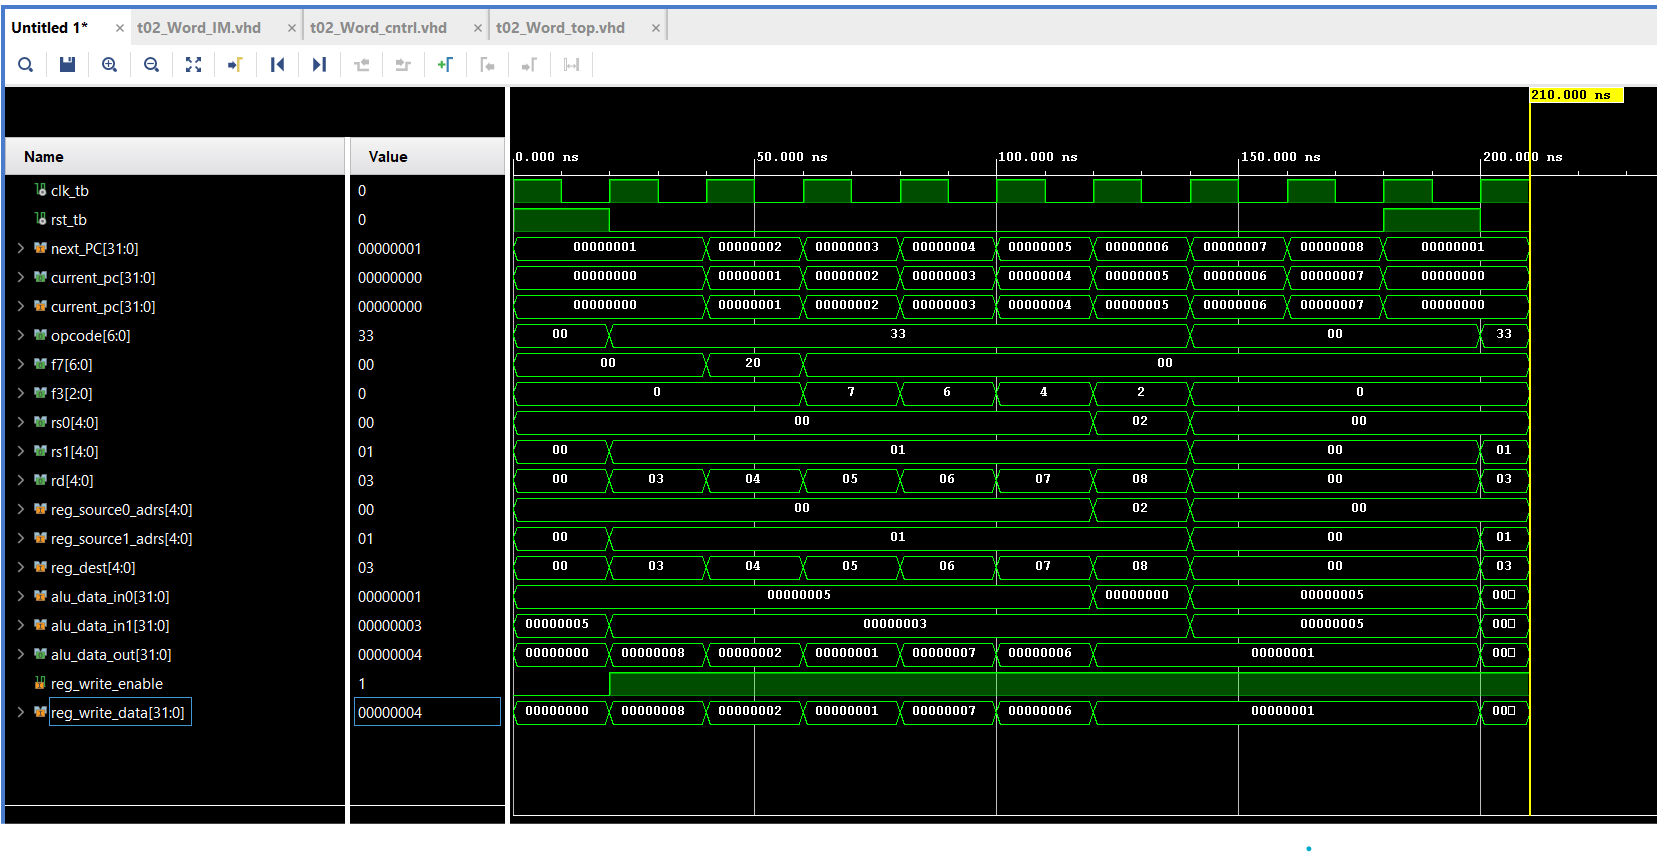 Untitled 1* × t02_Word_IM.vhd × t02_Word_cntrl.vhd × t02_Word_top.vhd ×
210.000 ns
Name Value 0.000 ns 50.000 ns 100.000 ns 150.000 ns 200.000 ns
clk_tb 0
rst_tb 0
next_PC[31:0] 00000001 00000001 00000002 00000003 00000004 00000005 00000006 00000007 00000008 00000001
current_pc[31:0] 00000000 00000000 00000001 00000002 00000003 00000004 00000005 00000006 00000007 00000000
current_pc[31:0] 00000000 00000000 00000001 00000002 00000003 00000004 00000005 00000006 00000007 00000000
opcode[6:0] 33 00 33 00 33
f7[6:0] 00 00 20 00
f3[2:0] 0 0 7 6 4 2 0
rs0[4:0] 00 00 02 00
rs1[4:0] 01 00 01 00 01
rd[4:0] 03 00 03 04 05 06 07 08 00 03
reg_source0_adrs[4:0] 00 00 02 00
reg_source1_adrs[4:0] 01 00 01 00 01
reg_dest[4:0] 03 00 03 04 05 06 07 08 00 03
alu_data_in0[31:0] 00000001 00000005 00000000 00000005 00□
alu_data_in1[31:0] 00000003 00000005 00000003 00000005 00□
alu_data_out[31:0] 00000004 00000000 00000008 00000002 00000001 00000007 00000006 00000001 00□
reg_write_enable 1
reg_write_data[31:0] 00000004 00000000 00000008 00000002 00000001 00000007 00000006 00000001 00□